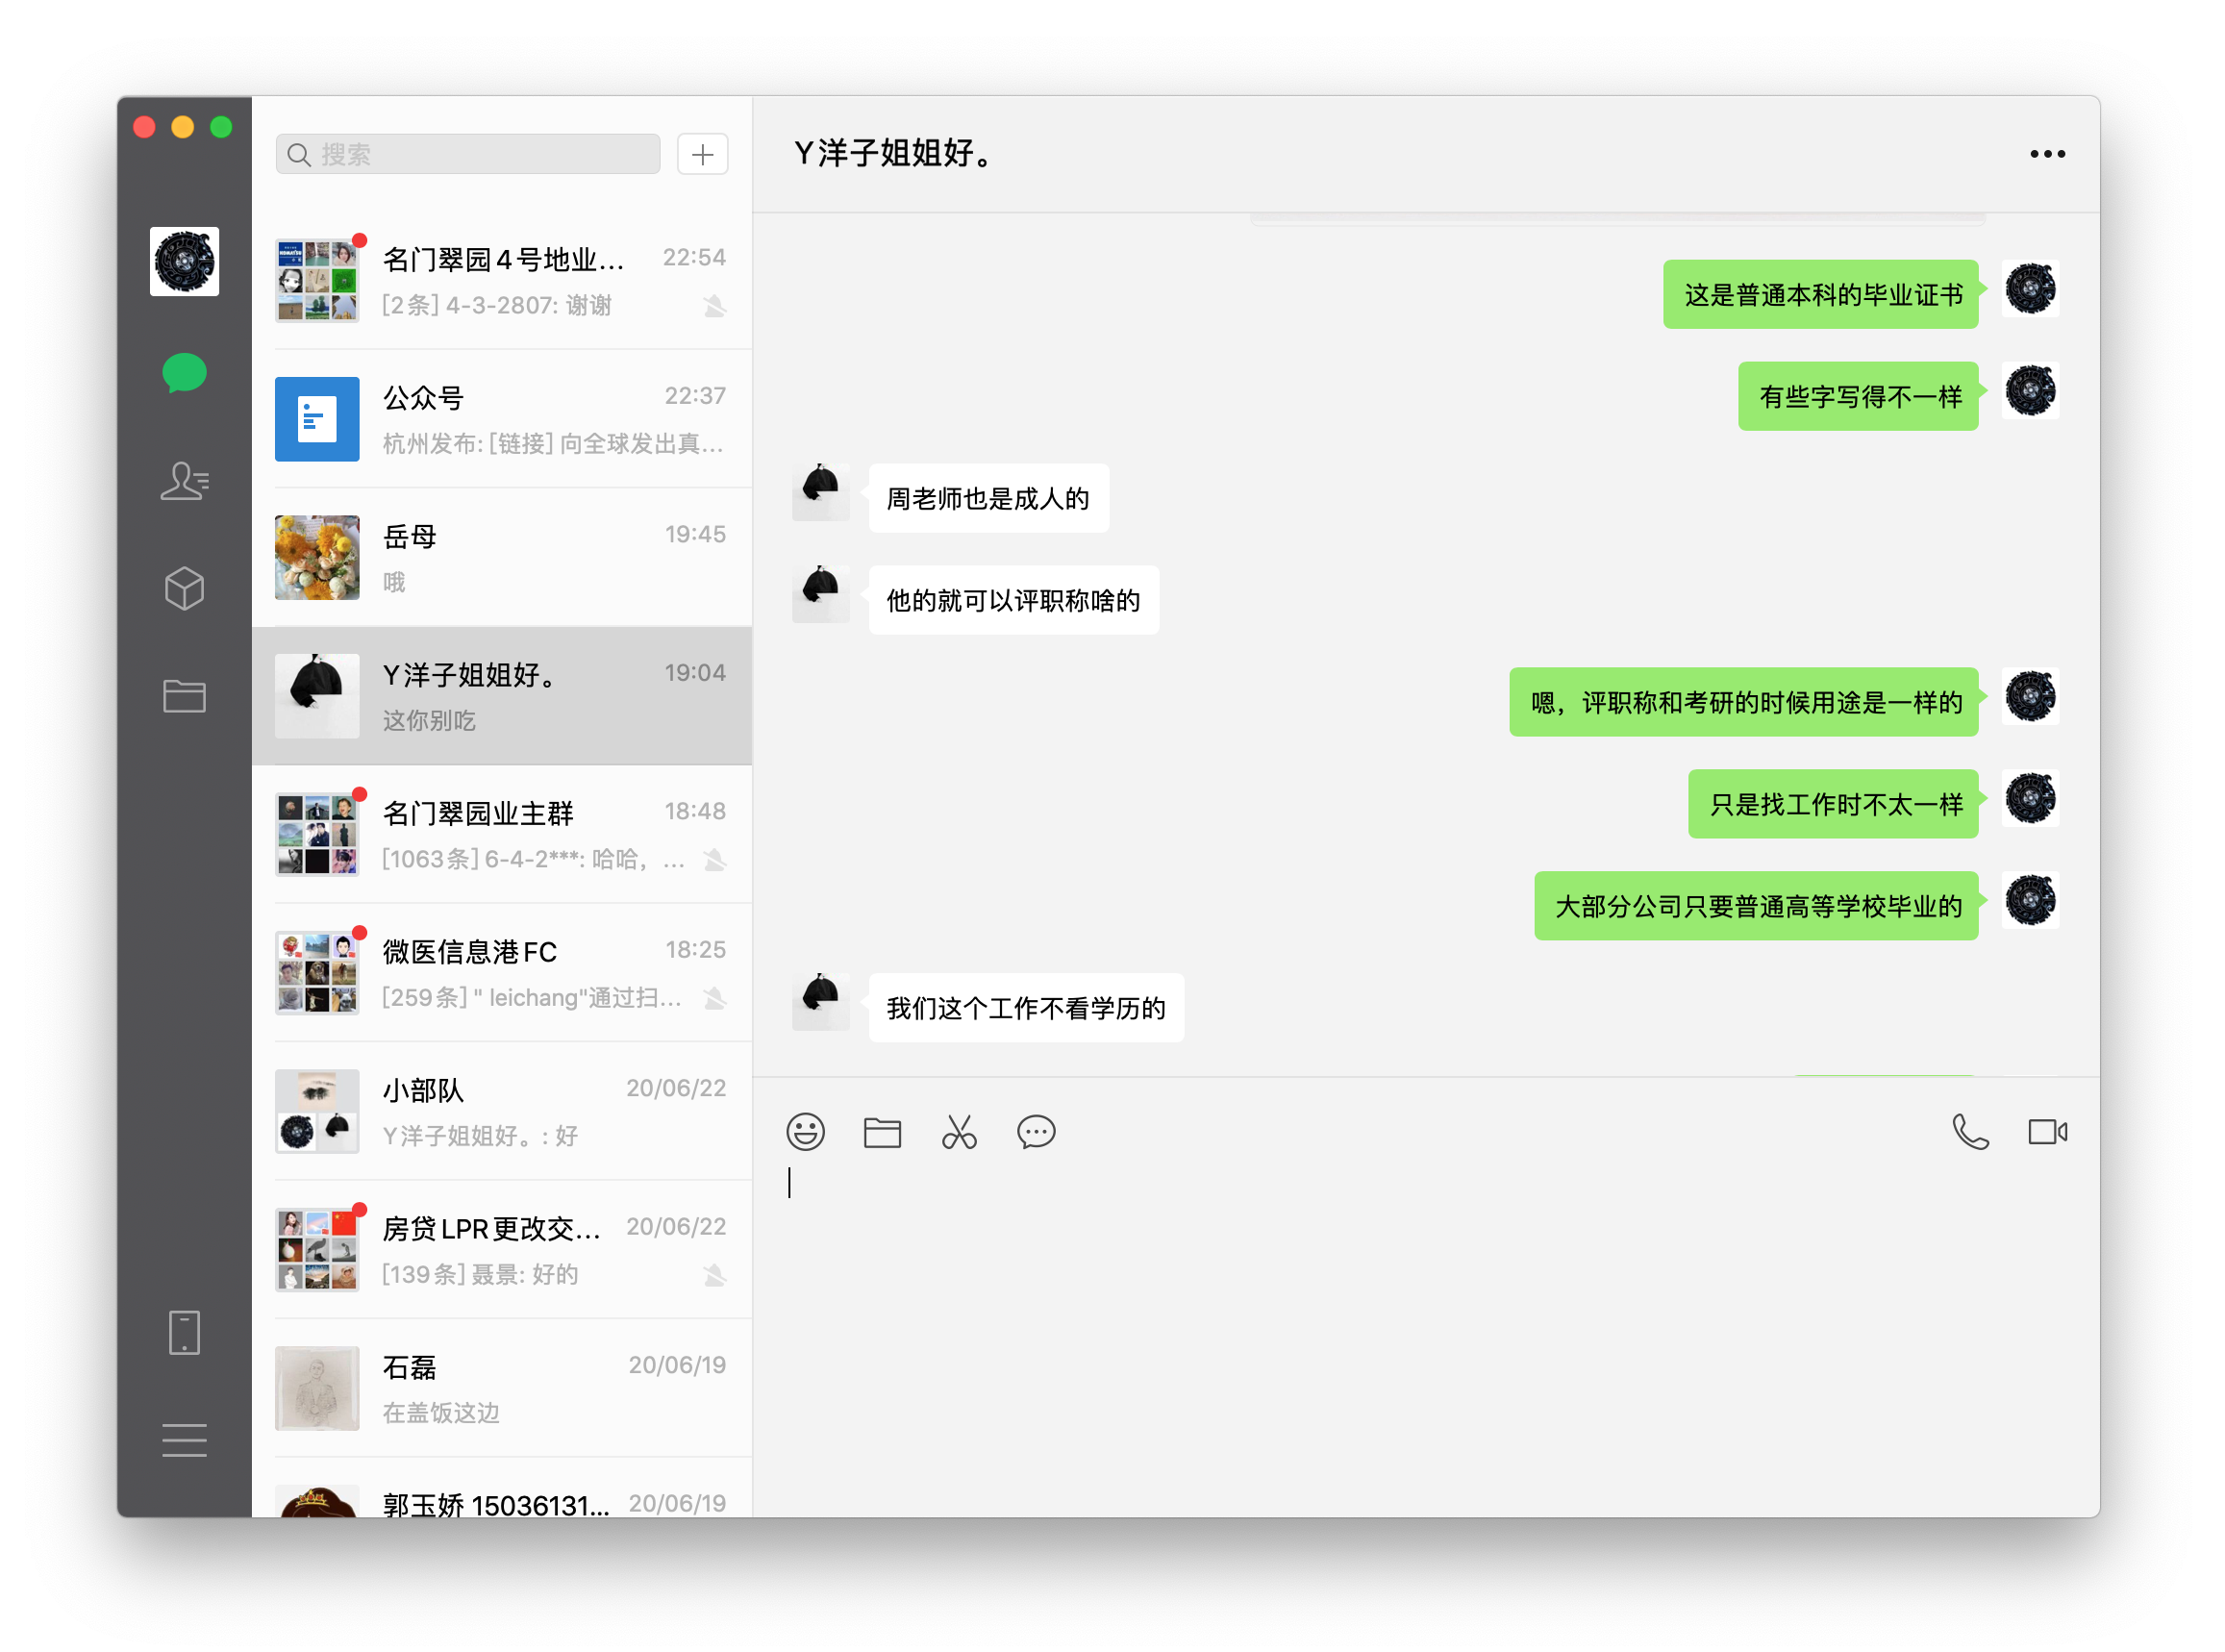 搜索
名门翠园4号地业... 22:54
[2条] 4-3-2807: 谢谢
公众号 22:37
杭州发布: [链接] 向全球发出真...
岳母 19:45
哦
Y洋子姐姐好。 19:04
这你别吃
名门翠园业主群 18:48
[1063条] 6-4-2***: 哈哈，...
微医信息港FC 18:25
[259条] " leichang"通过扫...
小部队 20/06/22
Y洋子姐姐好。: 好
房贷LPR更改交... 20/06/22
[139条] 聂景: 好的
石磊 20/06/19
在盖饭这边
郭玉娇 15036131... 20/06/19
Y洋子姐姐好。
这是普通本科的毕业证书
有些字写得不一样
周老师也是成人的
他的就可以评职称啥的
嗯，评职称和考研的时候用途是一样的
只是找工作时不太一样
大部分公司只要普通高等学校毕业的
我们这个工作不看学历的